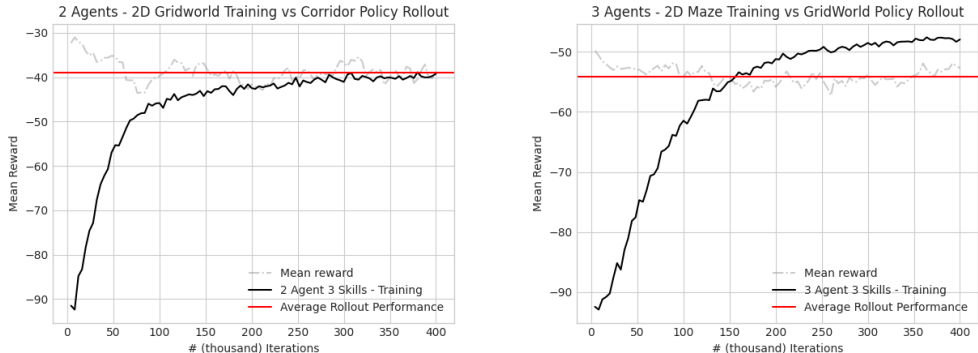 2 Agents - 2D Gridworld Training vs Corridor Policy Rollout
−30
−40
−50
−60
−70
−80
−90
Mean Reward
Mean reward
2 Agent 3 Skills - Training
Average Rollout Performance
0
50
100
150
200
250
300
350
400
# (thousand) Iterations
3 Agents - 2D Maze Training vs GridWorld Policy Rollout
−50
−60
−70
−80
−90
Mean Reward
Mean reward
3 Agent 3 Skills - Training
Average Rollout Performance
0
50
100
150
200
250
300
350
400
# (thousand) Iterations